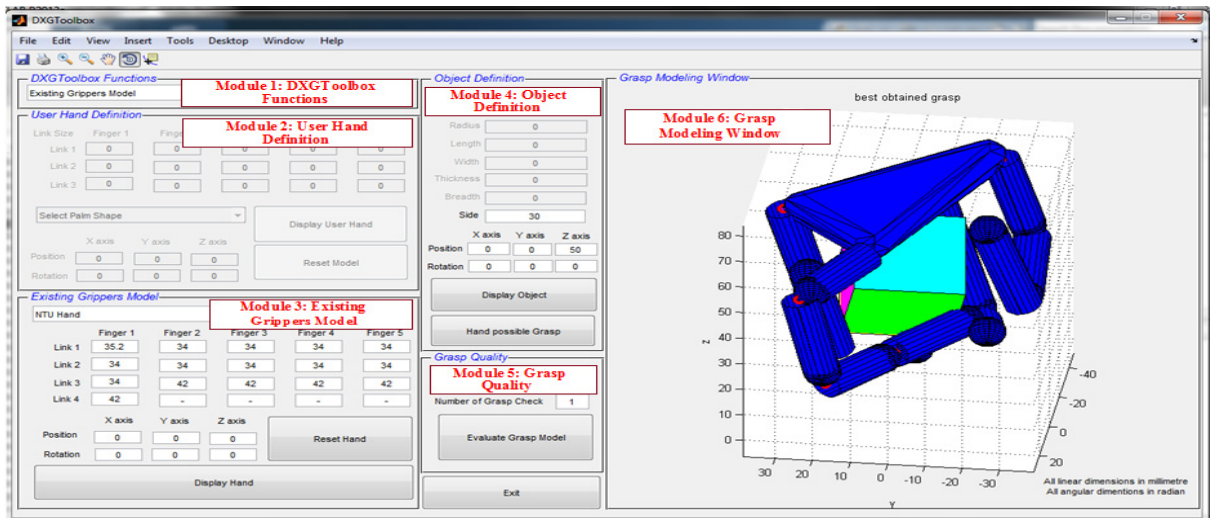 DXGToolbox
File Edit View Insert Tools Desktop Window Help
DXGToolbox Functions
Existing Grippers Model
Module 1: DXGToolbox
Functions
User Hand Definition
Module 2: User Hand
Definition
Link Size Finger 1
Link 1 0 0 0 0 0
Link 2 0 0 0 0 0
Link 3 0 0 0 0 0
Select Palm Shape
Display User Hand
X axis Y axis Z axis
Position 0 0 0
Reset Model
Rotation 0 0 0
Existing Grippers Model
NTU Hand
Module 3: Existing
Grippers Model
Finger 1 Finger 2 Finger 3 Finger 4 Finger 5
Link 1 35.2 34 34 34 34
Link 2 34 34 34 34 34
Link 3 34 42 42 42 42
Link 4 42 - - - -
X axis Y axis Z axis
Position 0 0 0
Reset Hand
Rotation 0 0 0
Display Hand
Object Definition
Module 4: Object
Definition
Radius 0
Length 0
Width 0
Thickness 0
Breadth 0
Side 30
X axis Y axis Z axis
Position 0 0 50
Rotation 0 0 0
Display Object
Hand possible Grasp
Grasp Quality
Module 5: Grasp
Quality
Number of Grasp Check 1
Evaluate Grasp Model
Exit
Grasp Modeling Window
best obtained grasp
Module 6: Grasp
Modeling Window
80
70
60
50
40
30
20
10
0
z
30 20 10 0 -10 -20 -30
Y
-40
-20
0
20
All linear dimensions in millimetre
All angular dimentions in radian